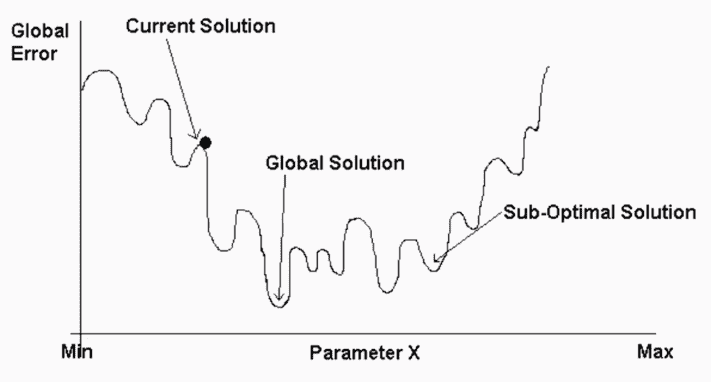 Global
Error
Current Solution
Global Solution
Sub-Optimal Solution
Min
Parameter X
Max